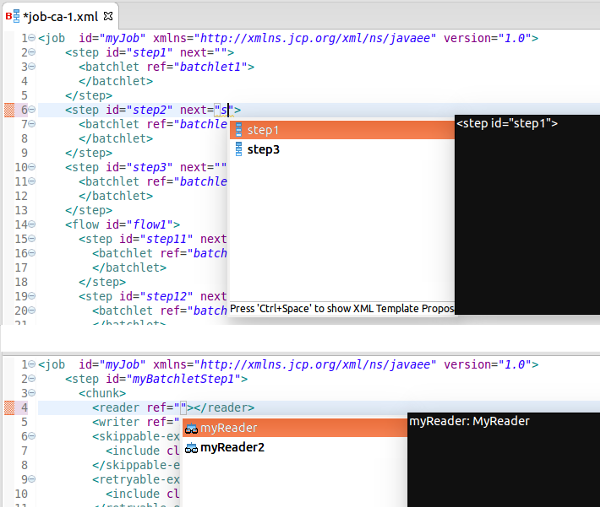 B *job-ca-1.xml
1 <job id="myJob" xmlns="http://xmlns.jcp.org/xml/ns/javaee" version="1.0">
2 <step id="step1" next="">
3 <batchlet ref="batchlet1">
4 </batchlet>
5 </step>
6 <step id="step2" next="s">
7 <batchlet ref="batchle
8 </batchlet>
9 </step>
10 <step id="step3" next=""
11 <batchlet ref="batchle
12 </batchlet>
13 </step>
14 <flow id="flow1">
15 <step id="step11" next
16 <batchlet ref="batch
17 </batchlet>
18 </step>
19 <step id="step12" next
20 <batchlet ref="batch
21 </batchlet>
step1
step3
Press 'Ctrl+Space' to show XML Template Propos
<step id="step1">
1 <job id="myJob" xmlns="http://xmlns.jcp.org/xml/ns/javaee" version="1.0">
2 <step id="myBatchletStep1">
3 <chunk>
4 <reader ref=""></reader>
5 <writer ref="
6 <skippable-ex
7 <include cl
8 </skippable-e
9 <retryable-ex
10 <include cl
11 </retryable-e
myReader
myReader2
myReader: MyReader